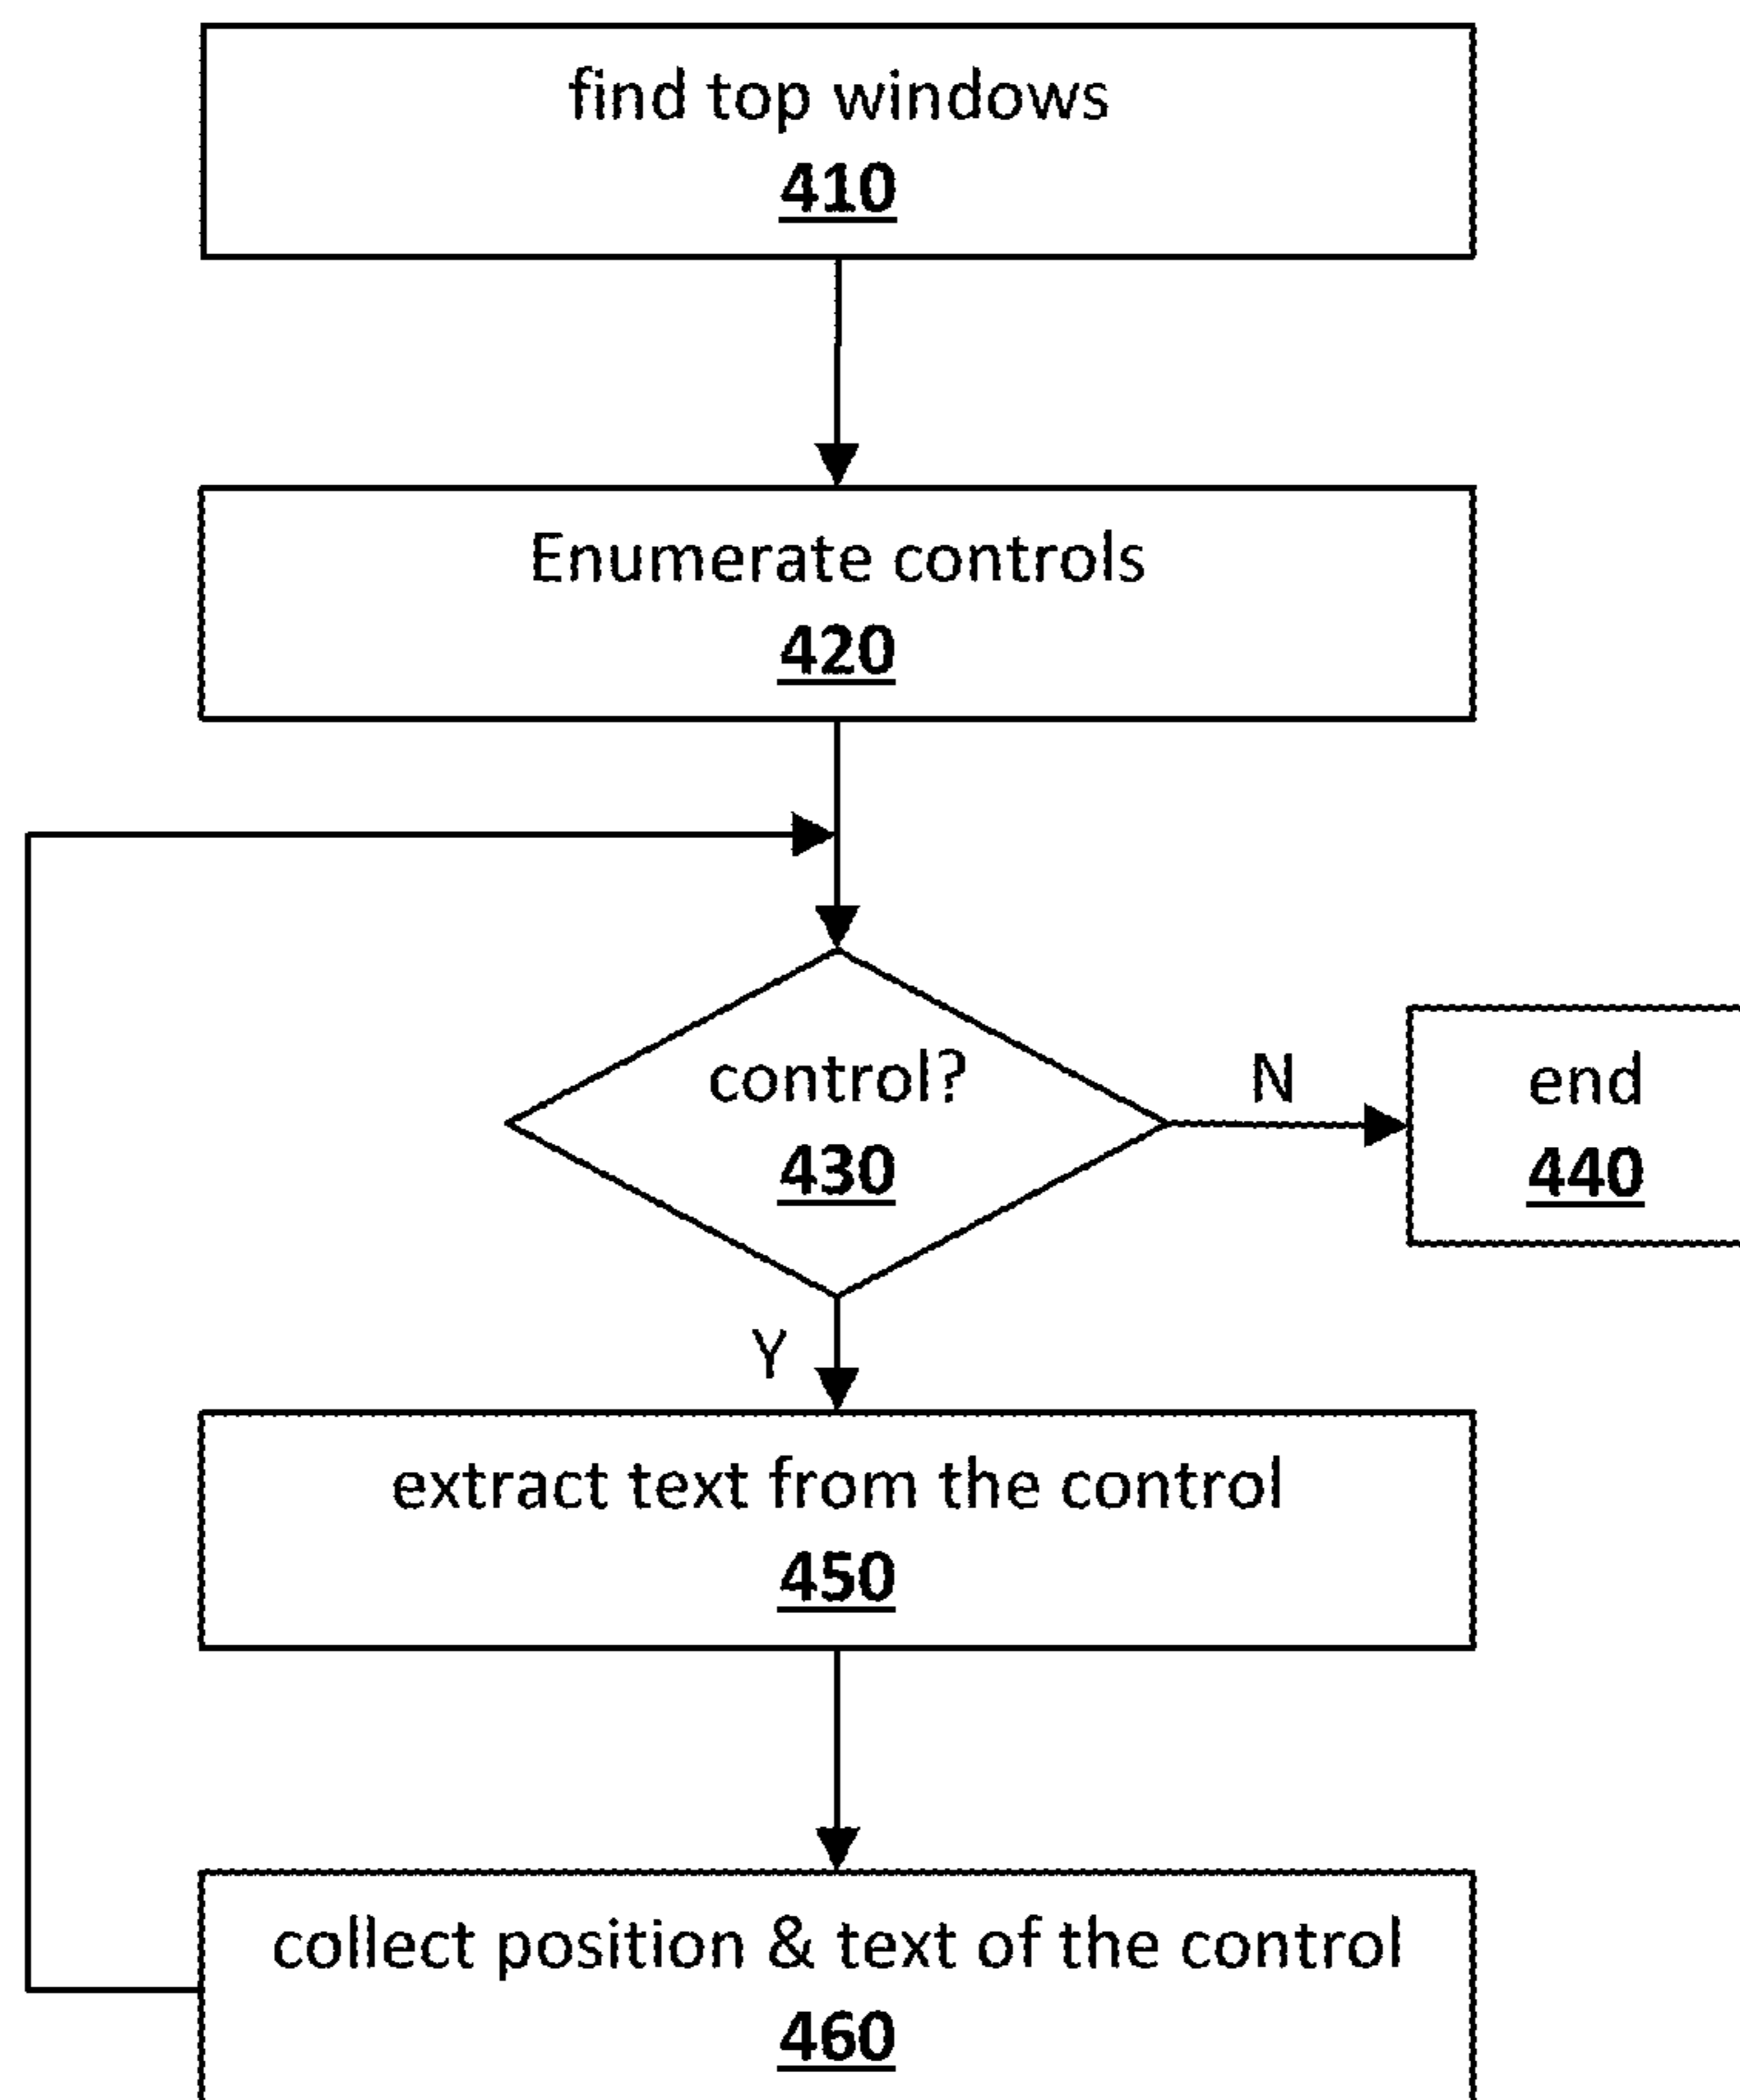 find top windows
410
Enumerate controls
420
control?
430
N
end
440
Y
extract text from the control
450
collect position & text of the control
460